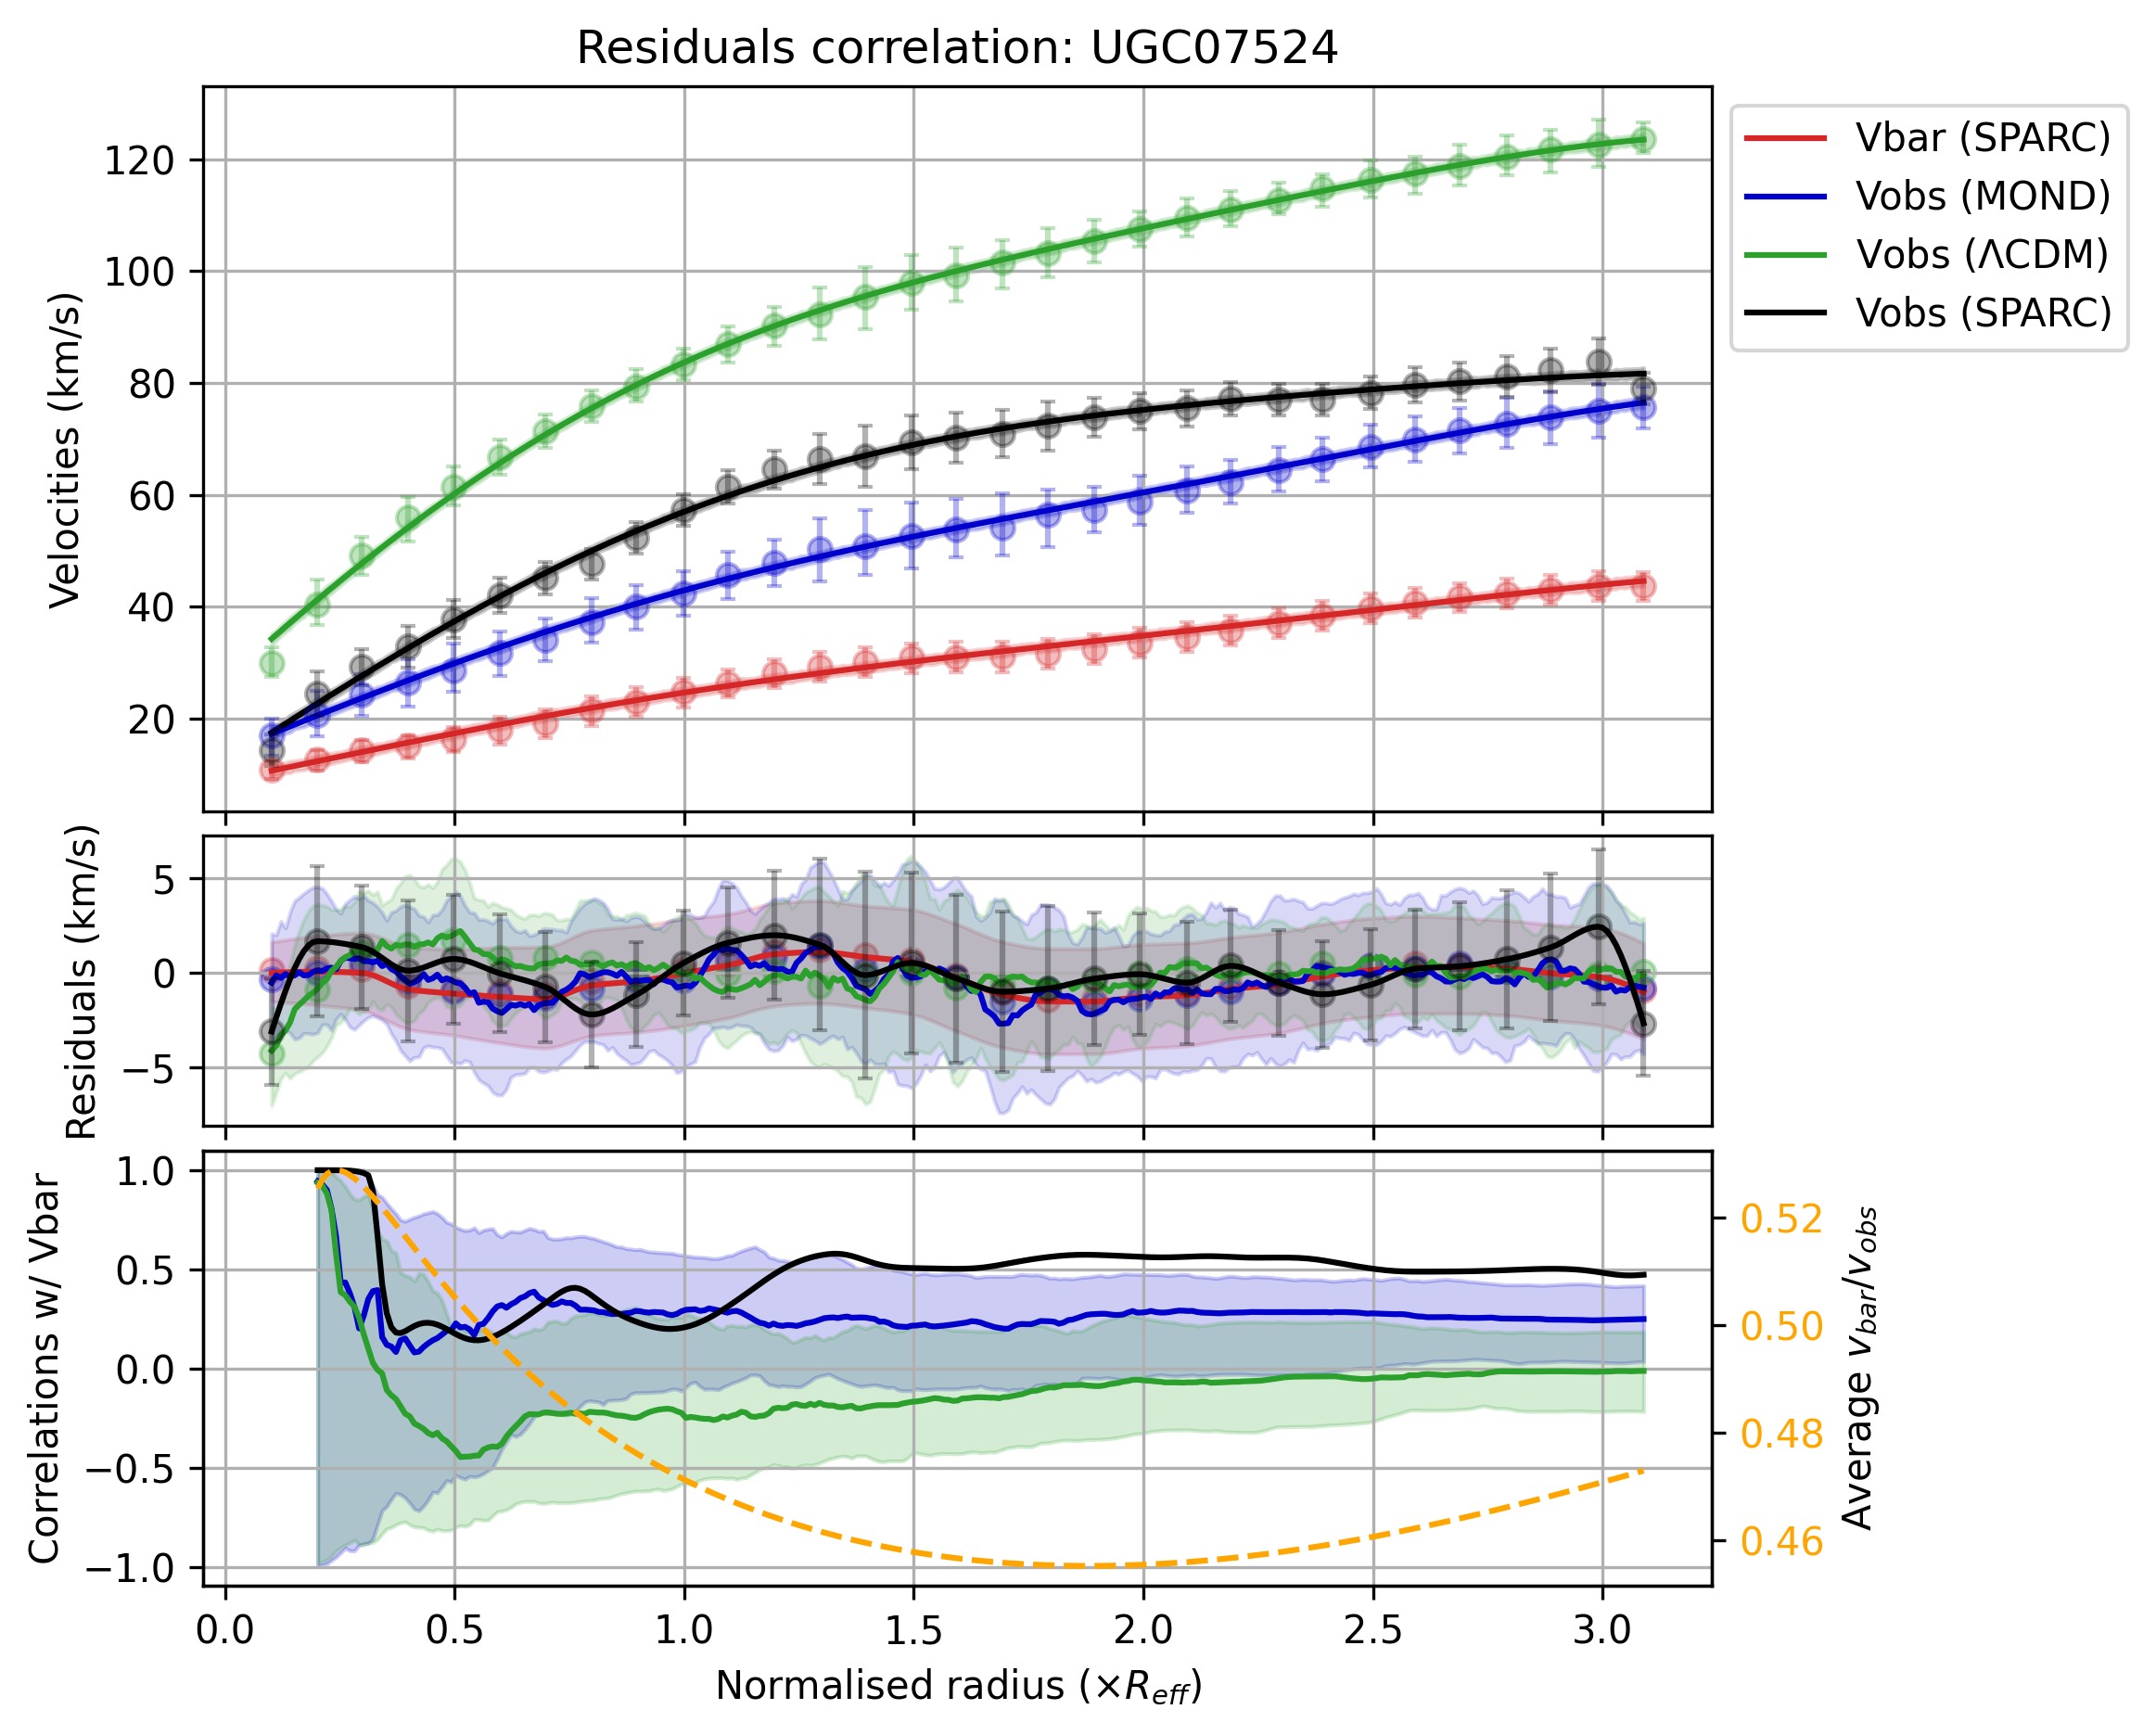 Residuals correlation: UGC07524
Velocities (km/s)
120
100
80
60
40
20
Vbar (SPARC)
Vobs (MOND)
Vobs (ΛCDM)
Vobs (SPARC)
Residuals (km/s)
5
0
−5
Correlations w/ Vbar
1.0
0.5
0.0
−0.5
−1.0
0.52
0.50
0.48
0.46
Average v_bar/v_obs
0.0 0.5 1.0 1.5 2.0 2.5 3.0
Normalised radius (×R_eff)